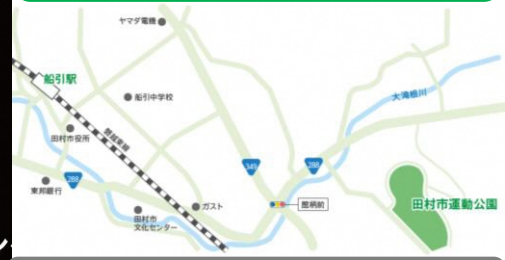 ヤマダ電機
船引駅
船引中学校
大滝根川
田村市役所
磐越東線
349
288
288
東邦銀行
ガスト
舘柄前
田村市運動公園
田村市
文化センター